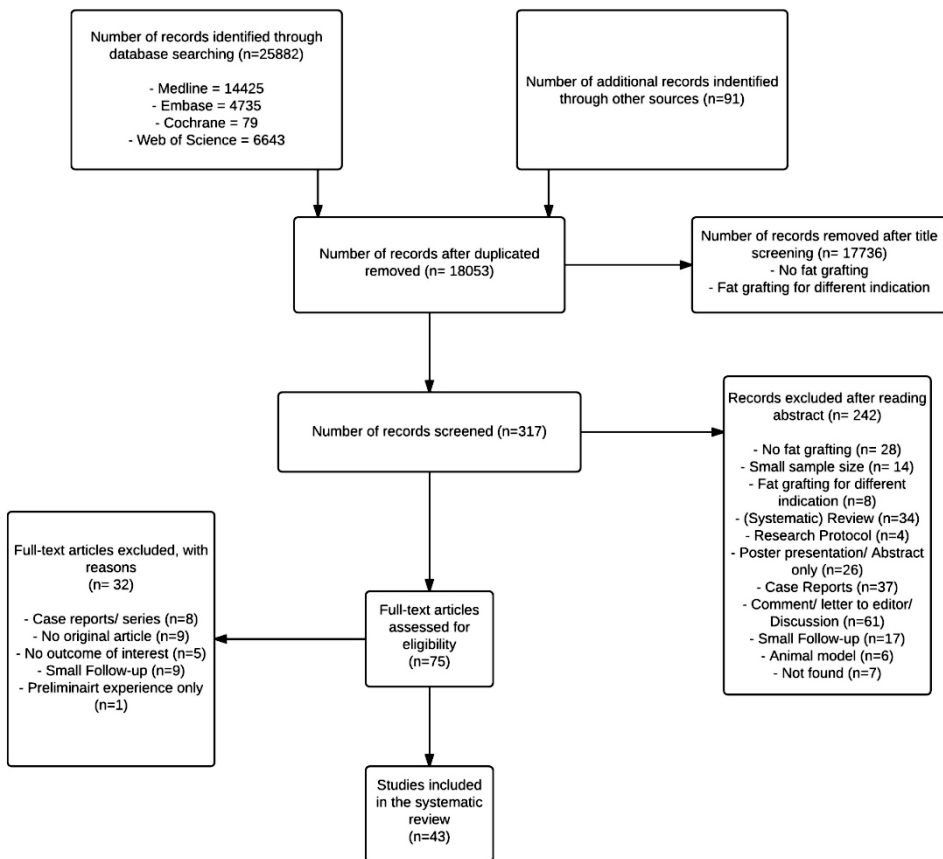 Number of records identified through
database searching (n=25882)
- Medline = 14425
- Embase = 4735
- Cochrane = 79
- Web of Science = 6643
Number of additional records indentified
through other sources (n=91)
Number of records after duplicated
removed (n= 18053)
Number of records removed after title
screening (n= 17736)
- No fat grafting
- Fat grafting for different indication
Number of records screened (n=317)
Records excluded after reading
abstract (n= 242)
- No fat grafting (n= 28)
- Small sample size (n= 14)
- Fat grafting for different
indication (n=8)
- (Systematic) Review (n=34)
- Research Protocol (n=4)
- Poster presentation/ Abstract
only (n=26)
- Case Reports (n=37)
- Comment/ letter to editor/
Discussion (n=61)
- Small Follow-up (n=17)
- Animal model (n=6)
- Not found (n=7)
Full-text articles excluded, with
reasons
(n= 32)
- Case reports/ series (n=8)
- No original article (n=9)
- No outcome of interest (n=5)
- Small Follow-up (n=9)
- Preliminairt experience only
(n=1)
Full-text articles
assessed for
eligibility
(n=75)
Studies included
in the systematic
review
(n=43)